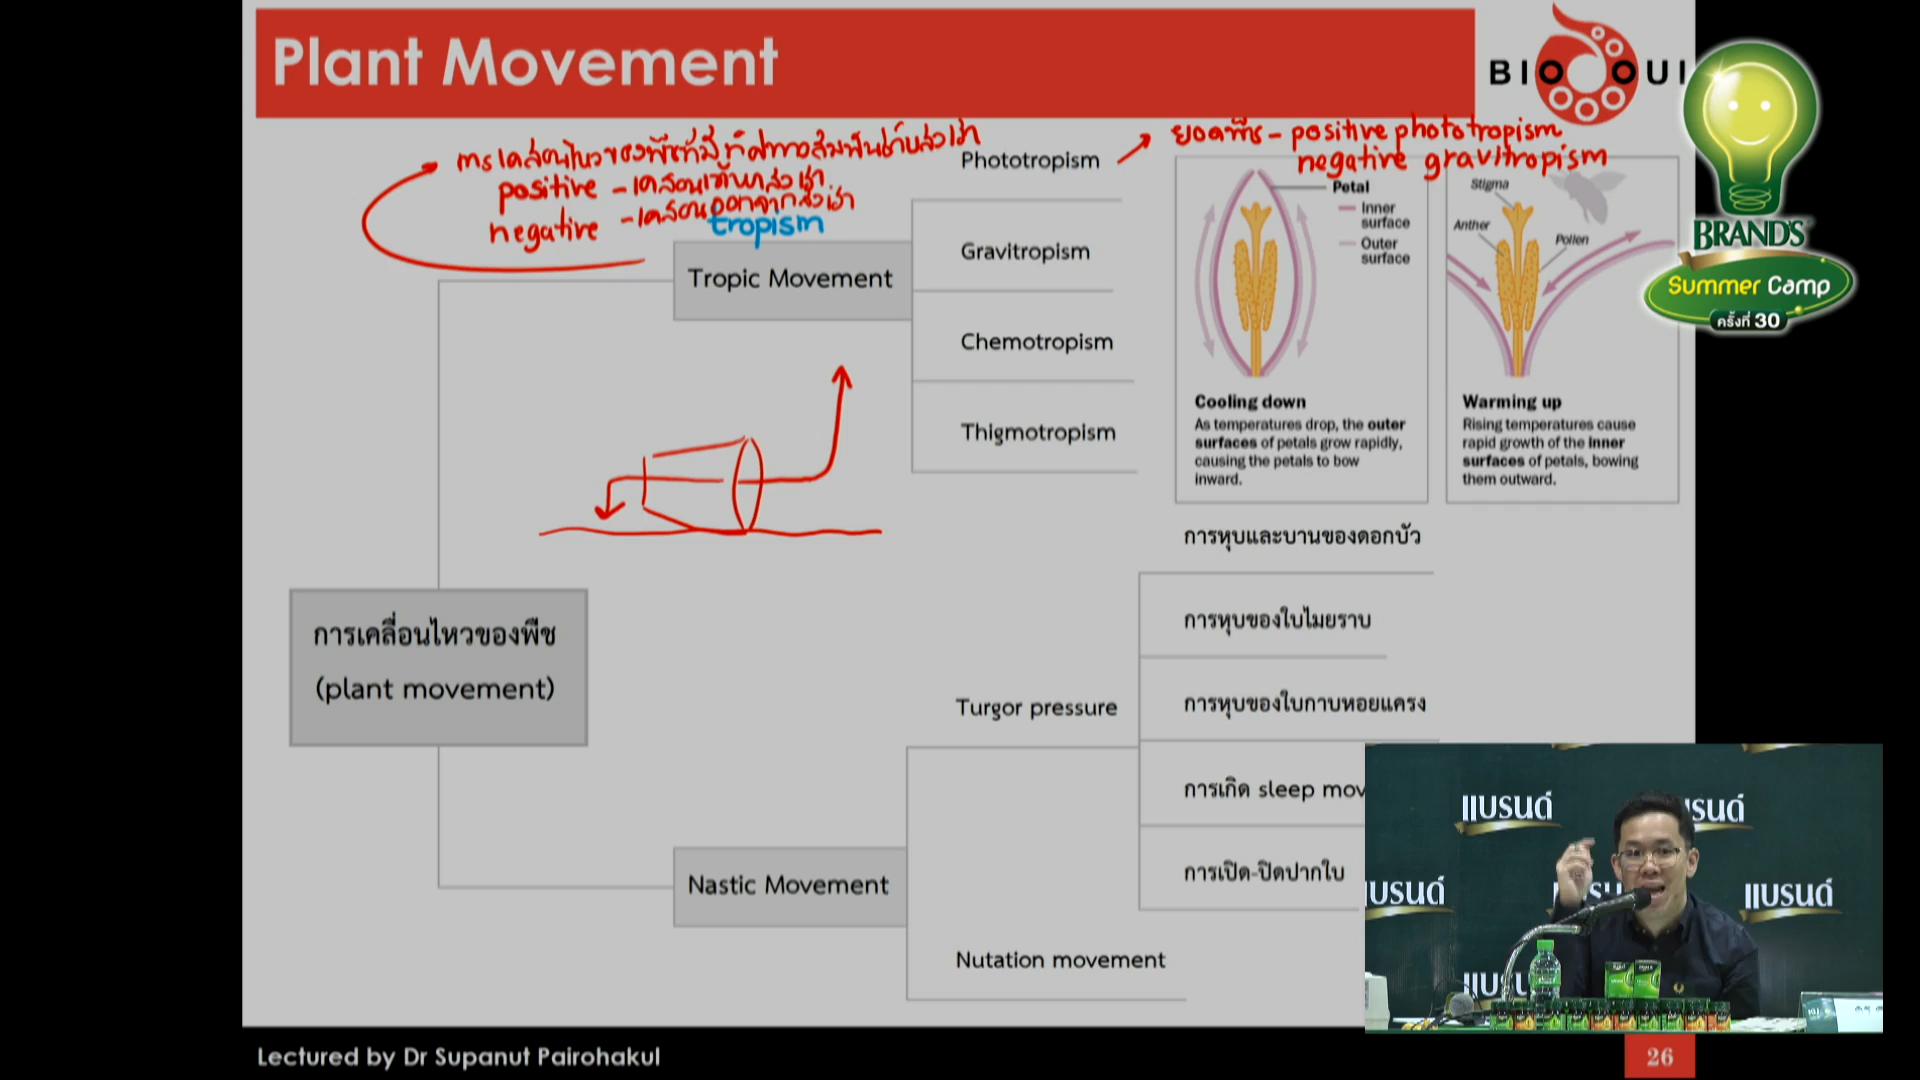 Plant Movement
BIO OUI
การเคลื่อนไหวของพืชที่มีทิศทางสัมพันธ์กับสิ่งเร้า
positive - เคลื่อนเข้าหาสิ่งเร้า
negative - เคลื่อนออกจากสิ่งเร้า
tropism
Phototropism
ยอดพืช - positive phototropism
negative gravitropism
Tropic Movement
Gravitropism
Chemotropism
Thigmotropism
Petal
Inner
surface
Outer
surface
Stigma
Anther
Pollen
Cooling down
As temperatures drop, the outer
surfaces of petals grow rapidly,
causing the petals to bow
inward.
Warming up
Rising temperatures cause
rapid growth of the inner
surfaces of petals, bowing
them outward.
BRAND'S
Summer Camp
ครั้งที่ 30
การหุบและบานของดอกบัว
การเคลื่อนไหวของพืช
(plant movement)
การหุบของใบไมยราบ
Turgor pressure
การหุบของใบกาบหอยแครง
การเกิด sleep mov
การเปิด-ปิดปากใบ
Nastic Movement
Nutation movement
แบรนด์
แบรนด์
Lectured by Dr Supanut Pairohakul
26